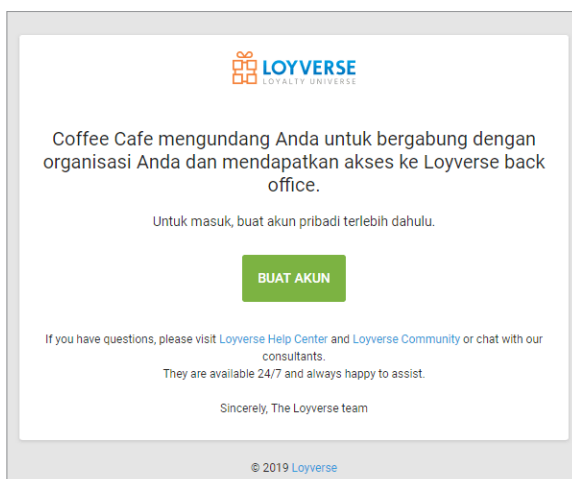 LOYVERSE
LOYALTY UNIVERSE
Coffee Cafe mengundang Anda untuk bergabung dengan
organisasi Anda dan mendapatkan akses ke Loyverse back
office.
Untuk masuk, buat akun pribadi terlebih dahulu.
BUAT AKUN
If you have questions, please visit Loyverse Help Center and Loyverse Community or chat with our
consultants.
They are available 24/7 and always happy to assist.
Sincerely, The Loyverse team
© 2019 Loyverse